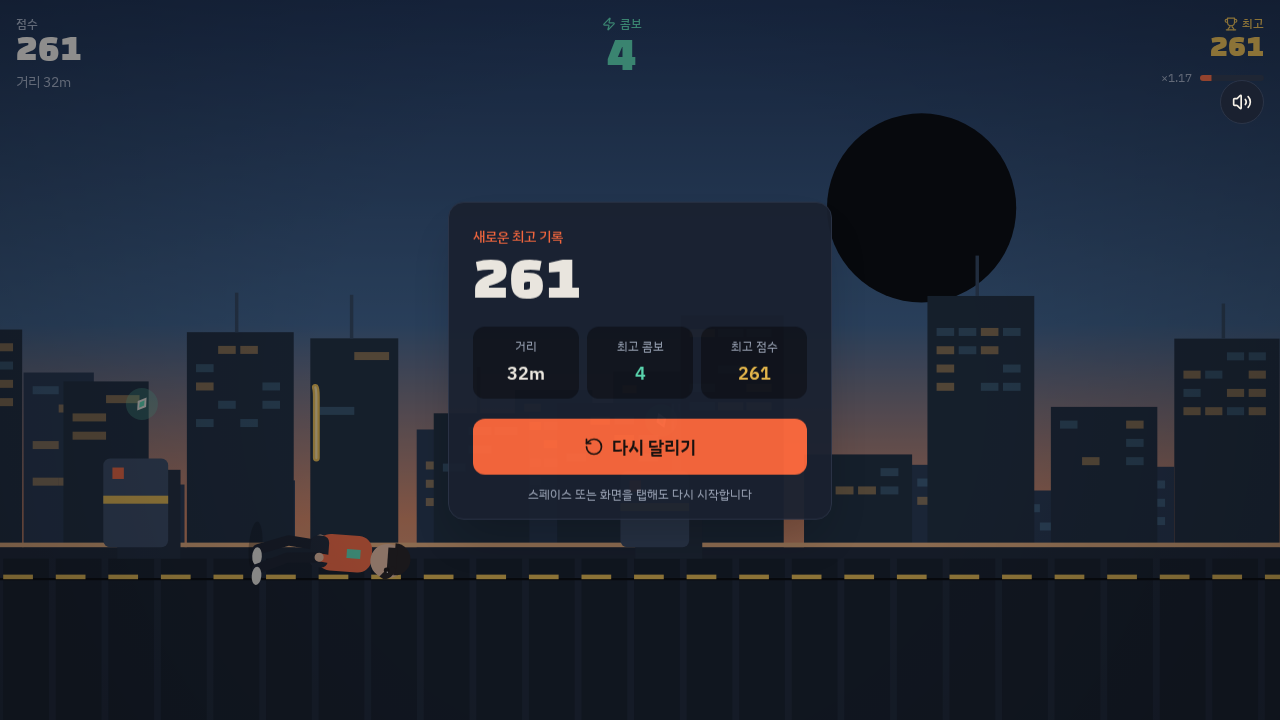 점수
261
거리 32m
콤보
4
최고
261
×1.17
새로운 최고 기록
261
거리
32m
최고 콤보
4
최고 점수
261
다시 달리기
스페이스 또는 화면을 탭해도 다시 시작합니다